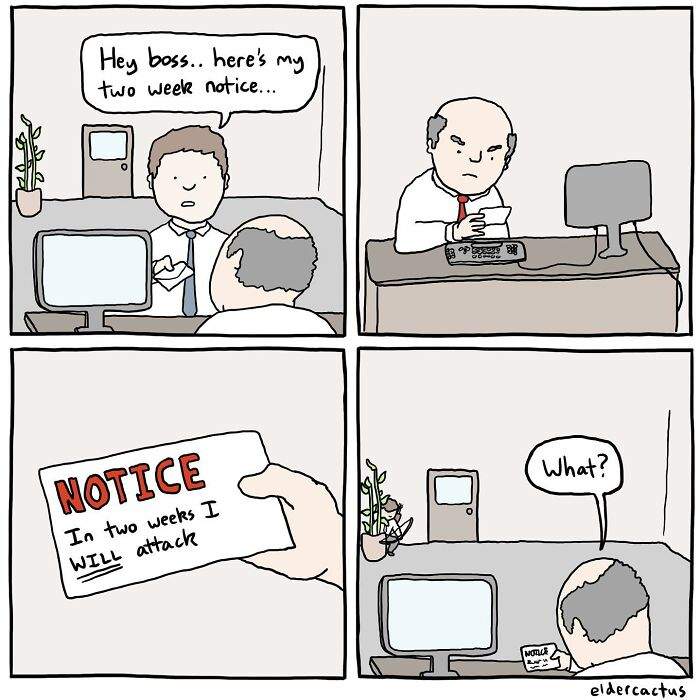 Hey boss.. here's my
two week notice...
NOTICE
In two weeks I
WILL attack
What?
NOTICE
eldercactus